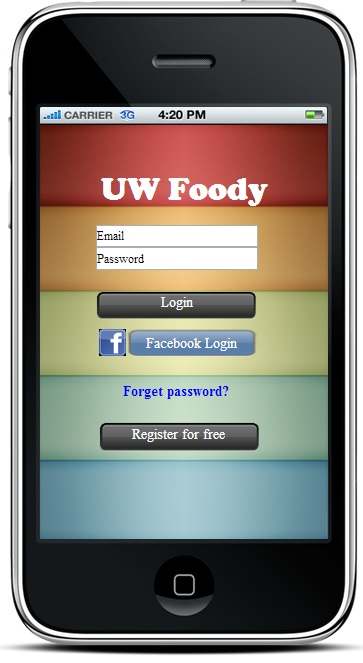 CARRIER 3G 4:20 PM
UW Foody
Email
Password
Login
f Facebook Login
Forget password?
Register for free